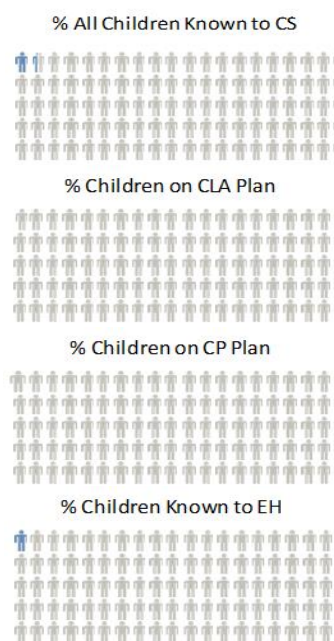 % All Children Known to CS
% Children on CLA Plan
% Children on CP Plan
% Children Known to EH